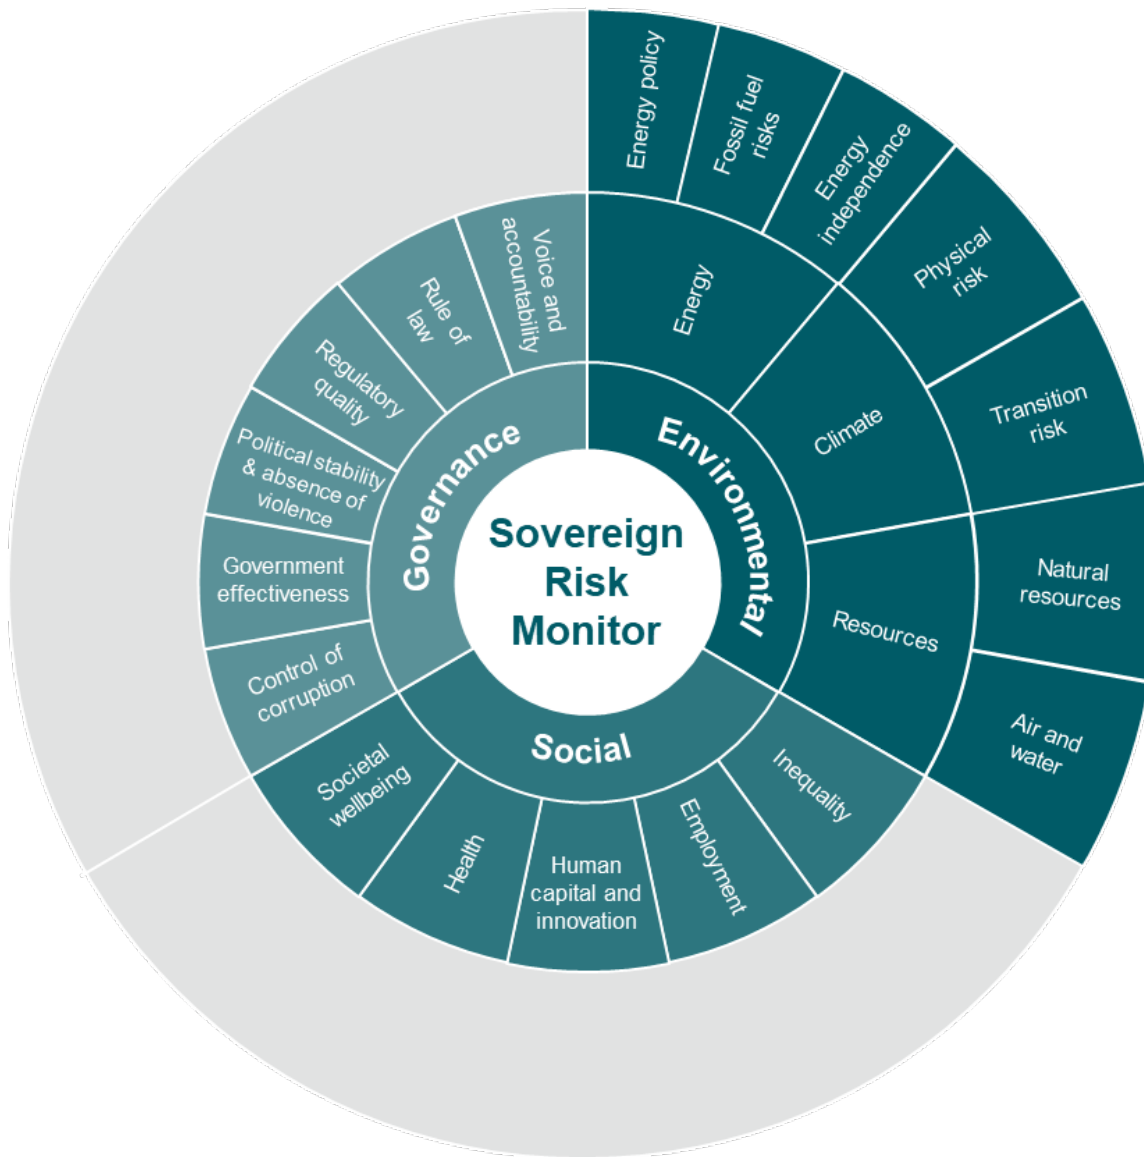 Sovereign
Risk
Monitor
Environmental
Energy
Energy policy
Fossil fuel
risks
Energy
independence
Climate
Physical
risk
Transition
risk
Resources
Natural
resources
Air and
water
Social
Inequality
Employment
Human
capital and
innovation
Health
Societal
wellbeing
Governance
Control of
corruption
Government
effectiveness
Political stability
& absence of
violence
Regulatory
quality
Rule of
law
Voice and
accountability